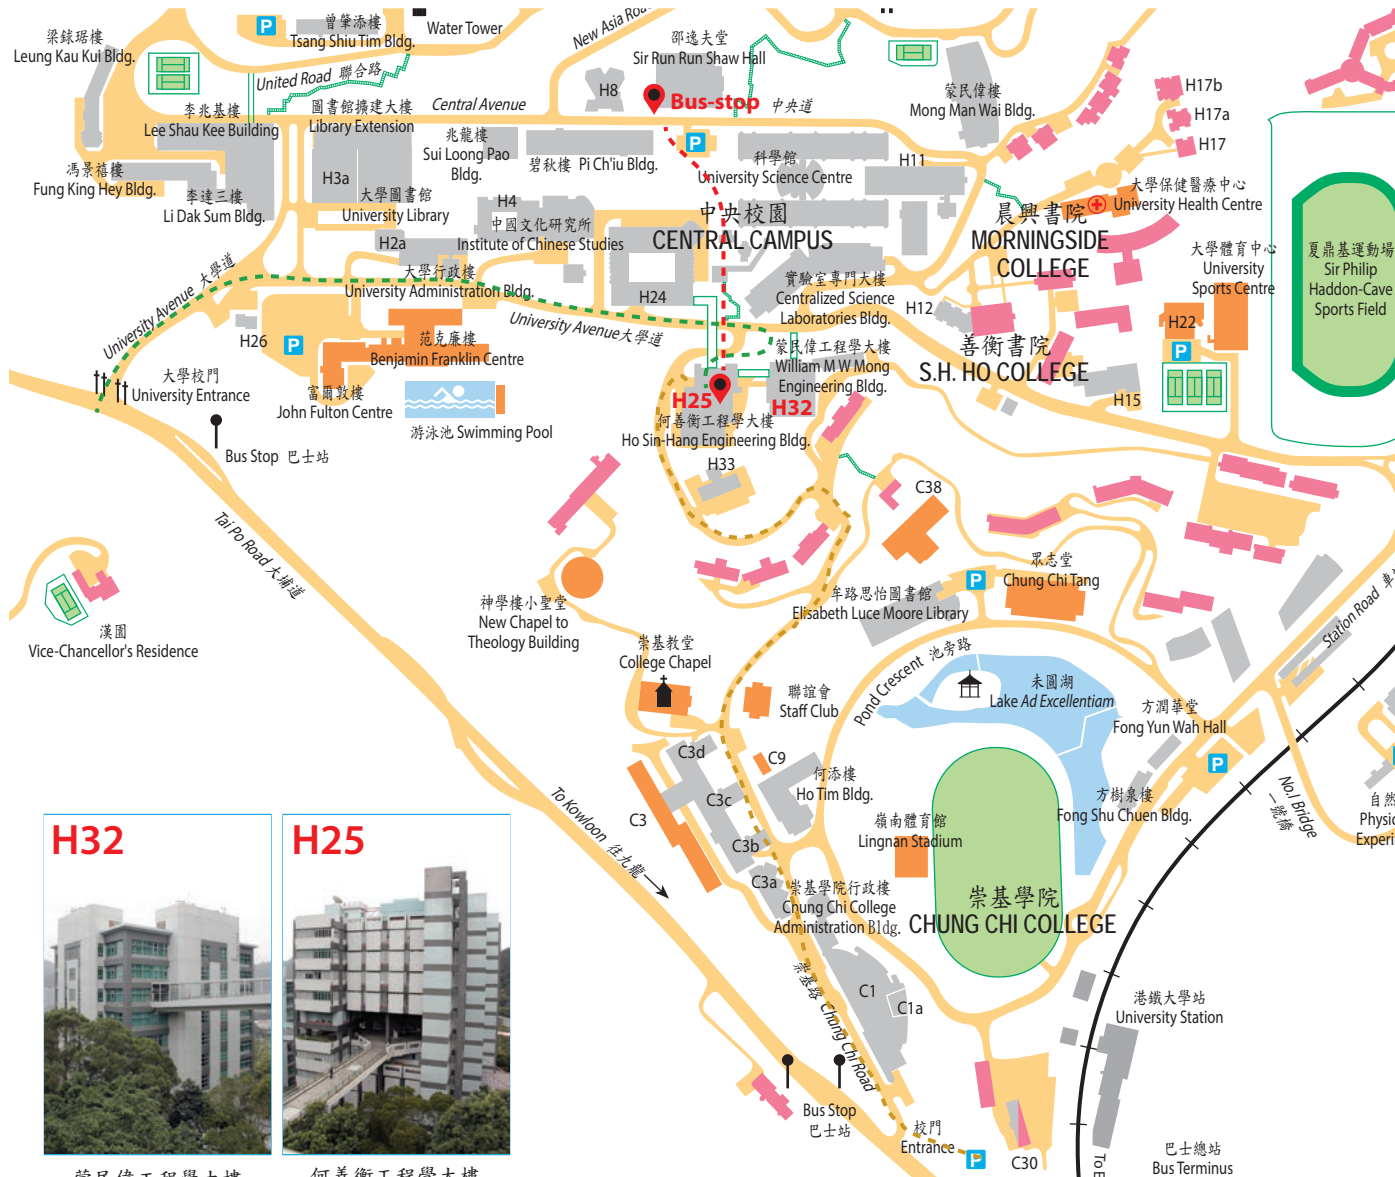 梁銶琚樓
Leung Kau Kui Bldg.
曾肇添樓
Tsang Shiu Tim Bldg.
Water Tower
New Asia Road
邵逸夫堂
Sir Run Run Shaw Hall
United Road 聯合路
H8
Bus-stop
Central Avenue
中央道
蒙民偉樓
Mong Man Wai Bldg.
H17b
H17a
H17
李兆基樓
Lee Shau Kee Building
圖書館擴建大樓
Library Extension
兆龍樓
Sui Loong Pao
Bldg.
碧秋樓 Pi Ch'iu Bldg.
科學館
University Science Centre
H11
馮景禧樓
Fung King Hey Bldg.
李達三樓
Li Dak Sum Bldg.
H3a
大學圖書館
University Library
H4
中國文化研究所
Institute of Chinese Studies
H2a
中央校園
CENTRAL CAMPUS
大學保健醫療中心
University Health Centre
晨興書院
MORNINGSIDE
COLLEGE
大學體育中心
University
Sports Centre
夏鼎基運動場
Sir Philip
Haddon-Cave
Sports Field
University Avenue 大學道
大學行政樓
University Administration Bldg.
H24
實驗室專門大樓
Centralized Science
Laboratories Bldg.
H12
H22
University Avenue大學道
H26
范克廉樓
Benjamin Franklin Centre
蒙民偉工程學大樓
William M W Mong
Engineering Bldg.
善衡書院
S.H. HO COLLEGE
大學校門
University Entrance
富爾敦樓
John Fulton Centre
H25
H32
H15
游泳池 Swimming Pool
何善衡工程學大樓
Ho Sin-Hang Engineering Bldg.
Bus Stop 巴士站
H33
C38
Tai Po Road 大埔道
眾志堂
Chung Chi Tang
牟路思怡圖書館
Elisabeth Luce Moore Library
神學樓小聖堂
New Chapel to
Theology Building
漢園
Vice-Chancellor's Residence
崇基教堂
College Chapel
聯誼會
Staff Club
Pond Crescent 池旁路
未圓湖
Lake Ad Excellentiam
Station Road
方潤華堂
Fong Yun Wah Hall
C3d
C9
C3c
何添樓
Ho Tim Bldg.
方樹泉樓
Fong Shu Chuen Bldg.
No.1 Bridge
一號橋
To Kowloon 往九龍
C3
C3b
C3a
嶺南體育館
Lingnan Stadium
崇基學院行政樓
Chung Chi College
Administration Bldg.
崇基學院
CHUNG CHI COLLEGE
H32
H25
崇基路 Chung Chi Road
C1
C1a
港鐵大學站
University Station
Bus Stop
巴士站
校門
Entrance
C30
巴士總站
Bus Terminus
蒙民偉工程學大樓
何善衡工程學大樓
P
P
P
P
P
P
P